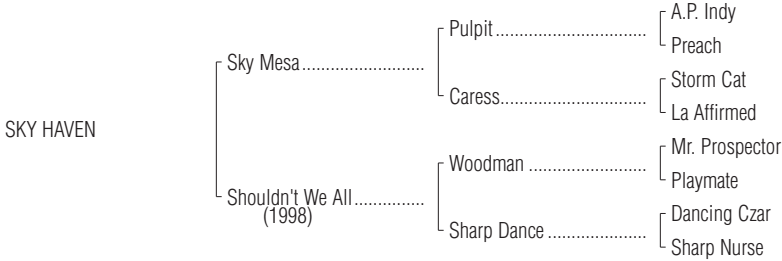 A.P. Indy
Pulpit..................................
Preach
Sky Mesa...........................
Storm Cat
Caress.................................
La Affirmed
SKY HAVEN
Mr. Prospector
Woodman ...........................
Playmate
Shouldn't We All...............
(1998)
Dancing Czar
Sharp Dance ......................
Sharp Nurse